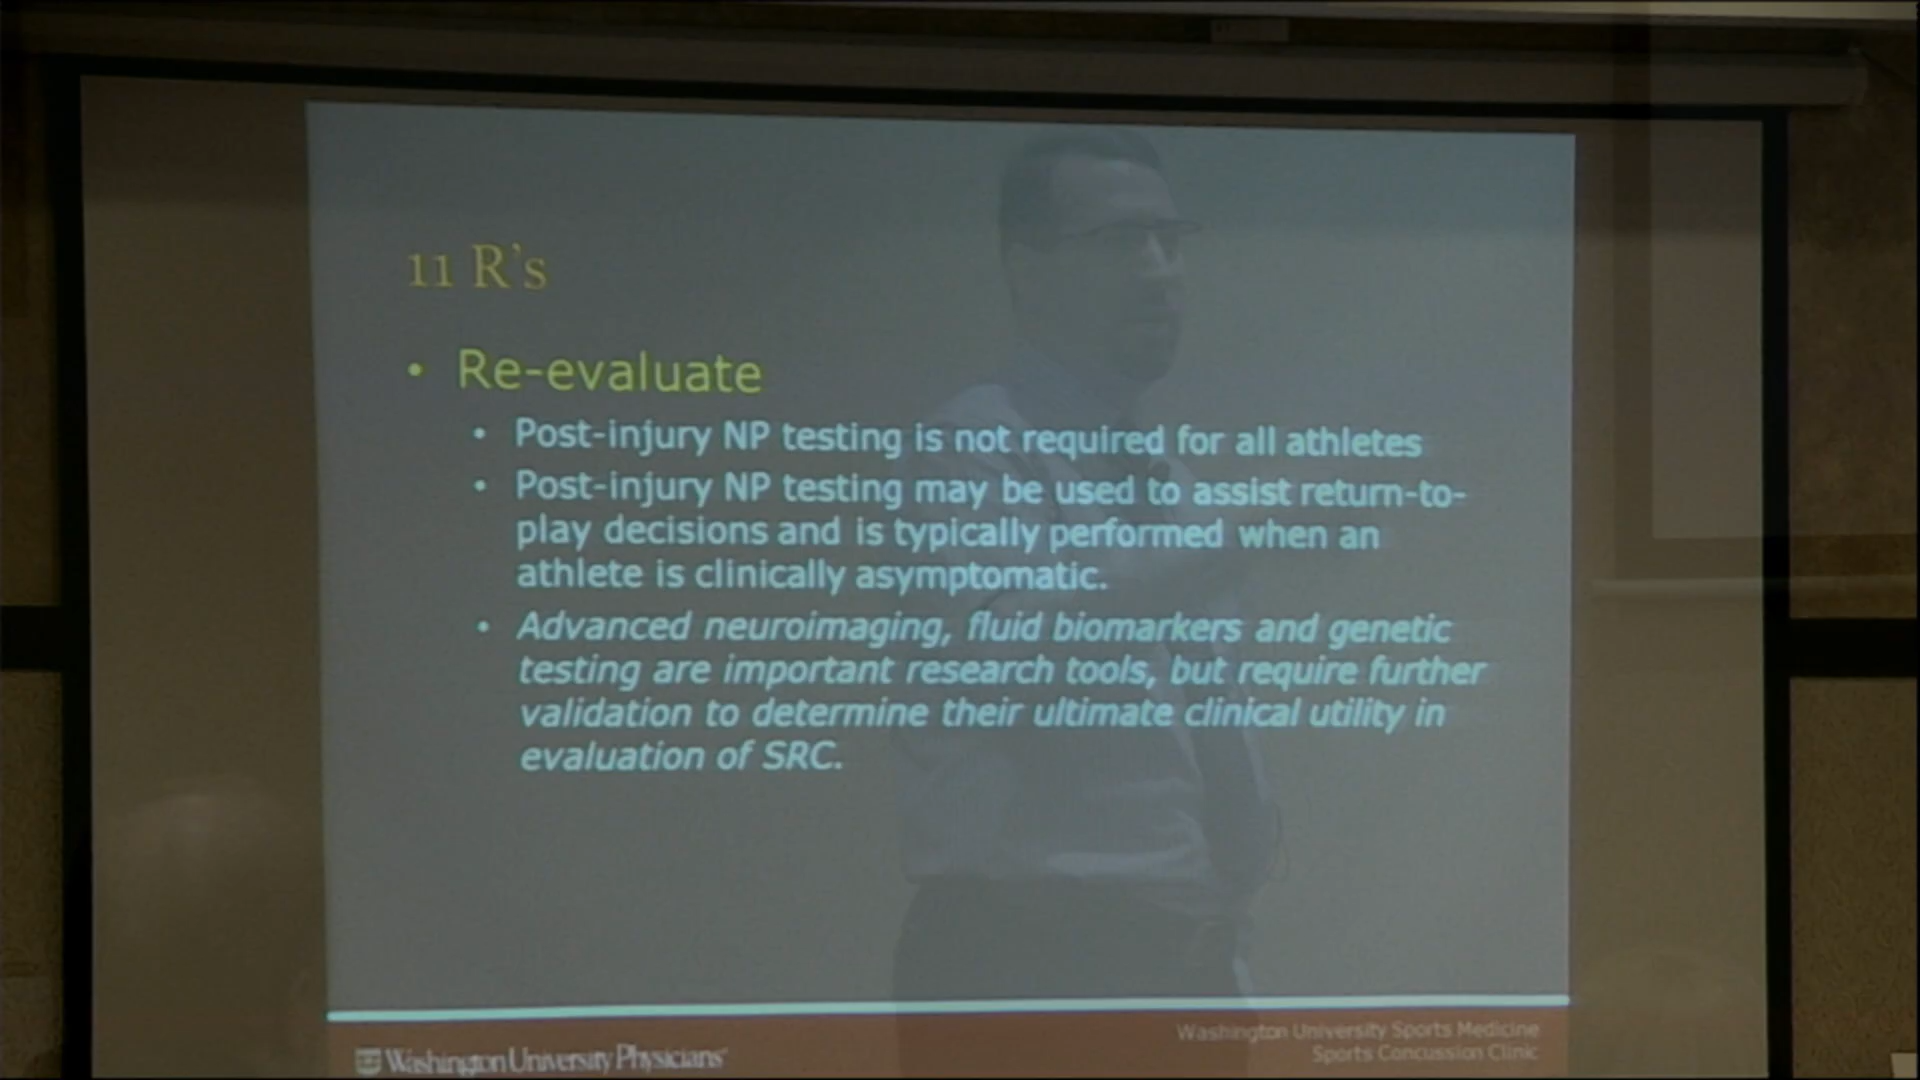 11 R's
• Re-evaluate
• Post-injury NP testing is not required for all athletes
• Post-injury NP testing may be used to assist return-to-
play decisions and is typically performed when an
athlete is clinically asymptomatic.
• Advanced neuroimaging, fluid biomarkers and genetic
testing are important research tools, but require further
validation to determine their ultimate clinical utility in
evaluation of SRC.
Washington University Physicians
Washington University Sports Medicine
Sports Concussion Clinic